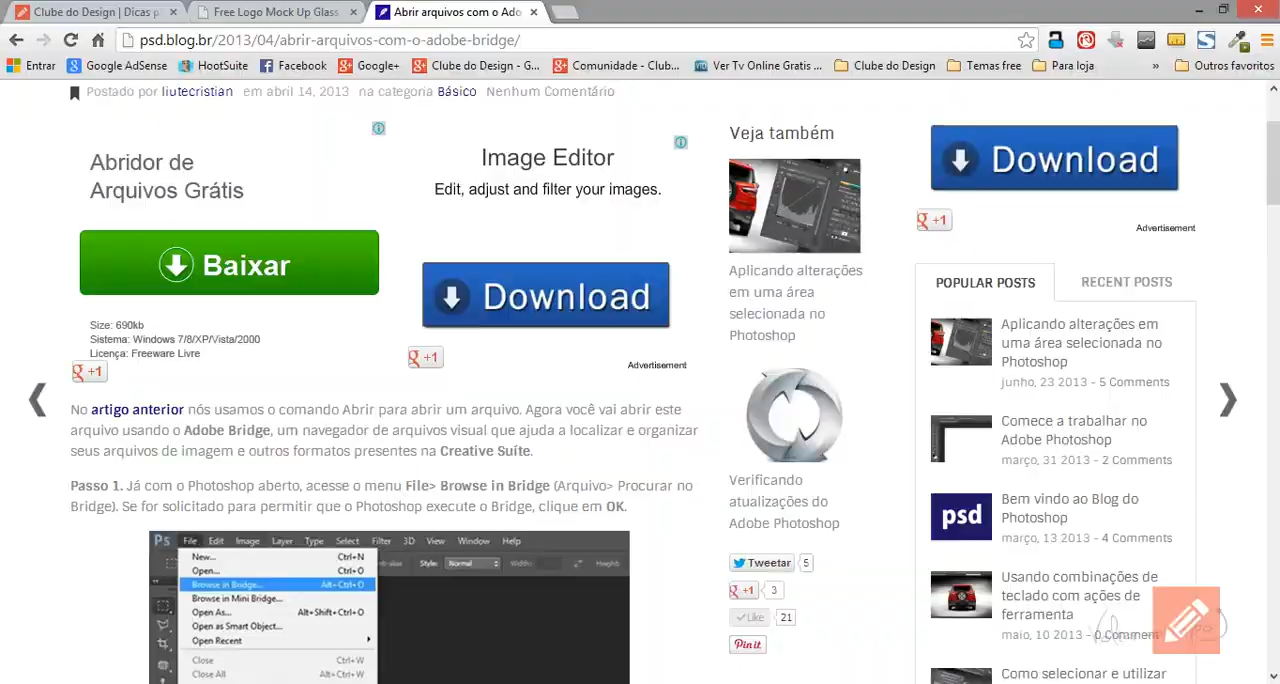 Clube do Design | Dicas p
Free Logo Mock Up Glass
Abrir arquivos com o Ado
psd.blog.br/2013/04/abrir-arquivos-com-o-adobe-bridge/
Entrar
Google AdSense
HootSuite
Facebook
Google+
Clube do Design - G...
Comunidade - Club...
Ver Tv Online Gratis ...
Clube do Design
Temas free
Para loja
»
Outros favoritos
Postado por liutecristian em abril 14, 2013 na categoria Básico Nenhum Comentário
Abridor de
Arquivos Grátis
Baixar
Size: 690kb
Sistema: Windows 7/8/XP/Vista/2000
Licença: Freeware Livre
g +1
Image Editor
Edit, adjust and filter your images.
Download
g +1
Advertisement
No artigo anterior nós usamos o comando Abrir para abrir um arquivo. Agora você vai abrir este
arquivo usando o Adobe Bridge, um navegador de arquivos visual que ajuda a localizar e organizar
seus arquivos de imagem e outros formatos presentes na Creative Suíte.
Passo 1. Já com o Photoshop aberto, acesse o menu File> Browse in Bridge (Arquivo> Procurar no
Bridge). Se for solicitado para permitir que o Photoshop execute o Bridge, clique em OK.
Ps File Edit Image Layer Type Select Filter 3D View Window Help
Style: Normal Width: Height:
New... Ctrl+N
Open... Ctrl+O
Browse in Bridge... Alt+Ctrl+O
Browse in Mini Bridge...
Open As... Alt+Shift+Ctrl+O
Open as Smart Object...
Open Recent
Close Ctrl+W
Close All Alt+Ctrl+W
Veja também
Aplicando alterações
em uma área
selecionada no
Photoshop
Verificando
atualizações do
Adobe Photoshop
Tweetar 5
g +1 3
Like 21
Pin it
Download
g +1
Advertisement
POPULAR POSTS
RECENT POSTS
Aplicando alterações em
uma área selecionada no
Photoshop
junho, 23 2013 - 5 Comments
Comece a trabalhar no
Adobe Photoshop
março, 31 2013 - 2 Comments
psd
Bem vindo ao Blog do
Photoshop
março, 13 2013 - 4 Comments
Usando combinações de
teclado com ações de
ferramenta
maio, 10 2013 - 0 Comment
Como selecionar e utilizar